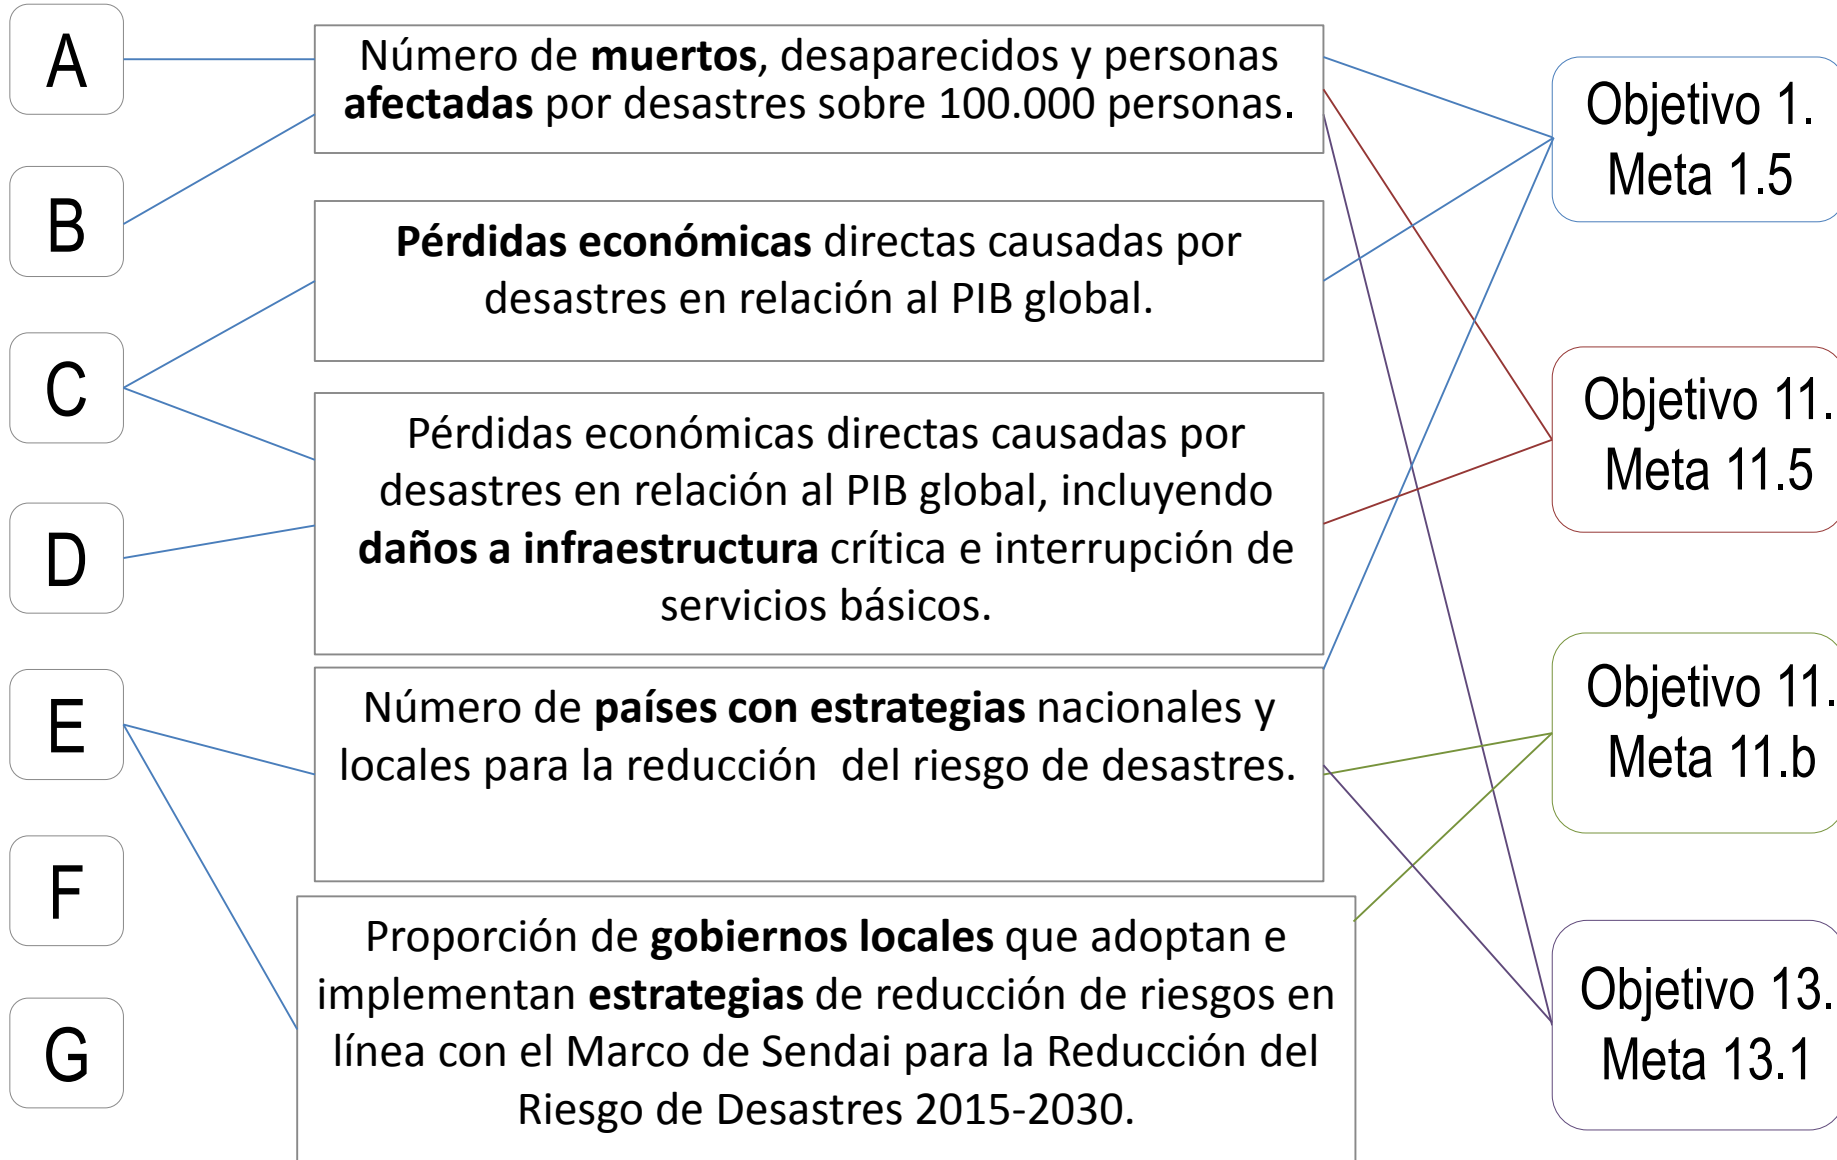 A
B
C
D
E
F
G
Número de muertos, desaparecidos y personas
afectadas por desastres sobre 100.000 personas.
Pérdidas económicas directas causadas por
desastres en relación al PIB global.
Pérdidas económicas directas causadas por
desastres en relación al PIB global, incluyendo
daños a infraestructura crítica e interrupción de
servicios básicos.
Número de países con estrategias nacionales y
locales para la reducción  del riesgo de desastres.
Proporción de gobiernos locales que adoptan e
implementan estrategias de reducción de riesgos en
línea con el Marco de Sendai para la Reducción del
Riesgo de Desastres 2015-2030.
Objetivo 1.
Meta 1.5
Objetivo 11.
Meta 11.5
Objetivo 11.
Meta 11.b
Objetivo 13.
Meta 13.1